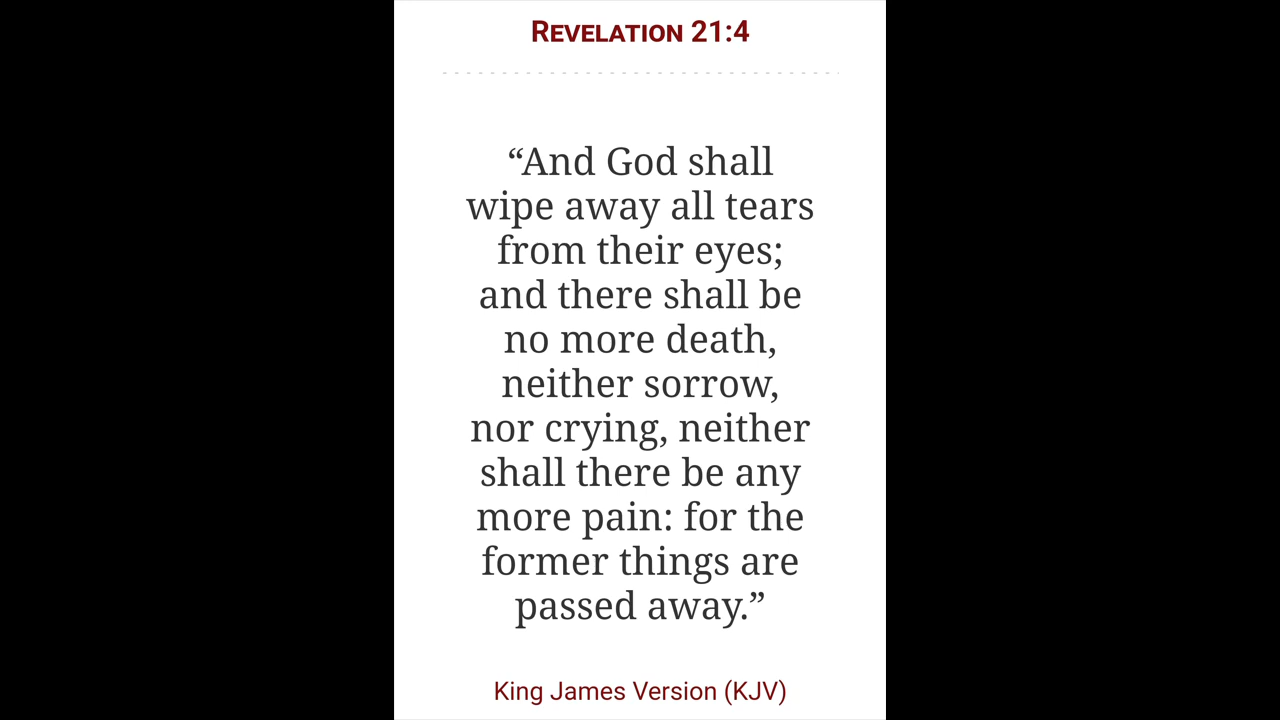 Revelation 21:4
“And God shall
wipe away all tears
from their eyes;
and there shall be
no more death,
neither sorrow,
nor crying, neither
shall there be any
more pain: for the
former things are
passed away.”
King James Version (KJV)